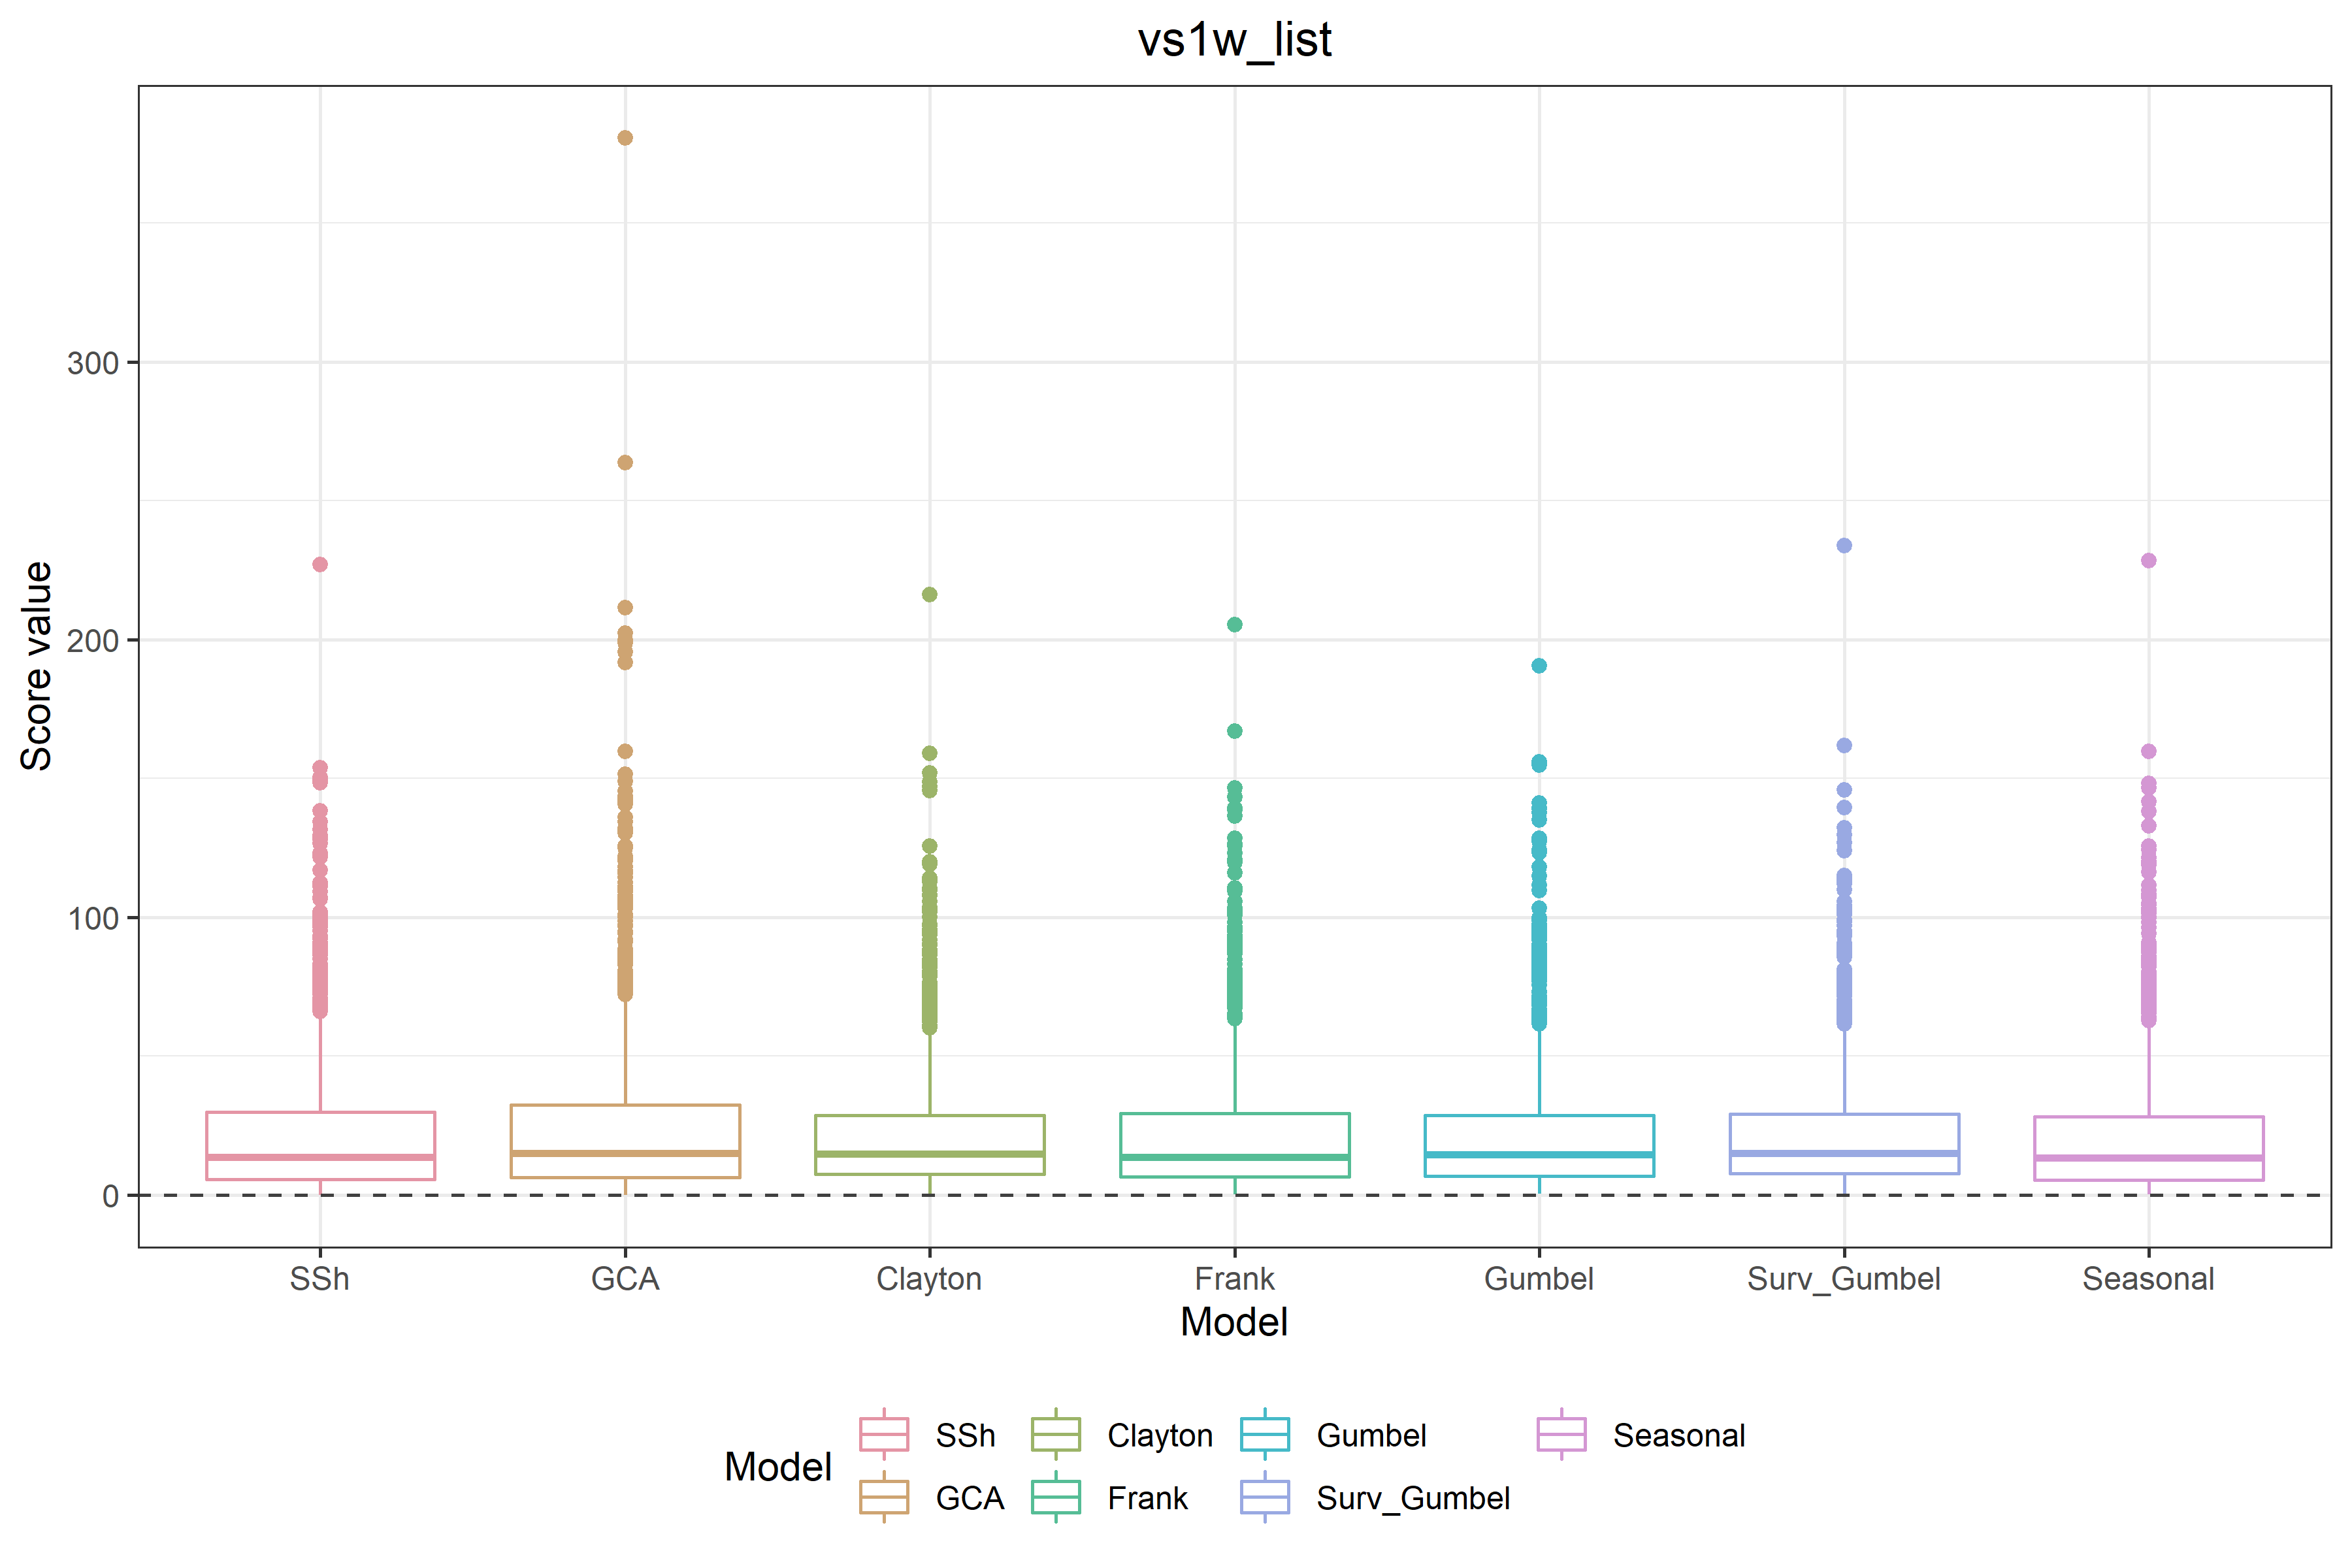 vs1w_list
Score value
300
200
100
0
SSh GCA Clayton Frank Gumbel Surv_Gumbel Seasonal
Model
Model
SSh Clayton Gumbel Seasonal
GCA Frank Surv_Gumbel